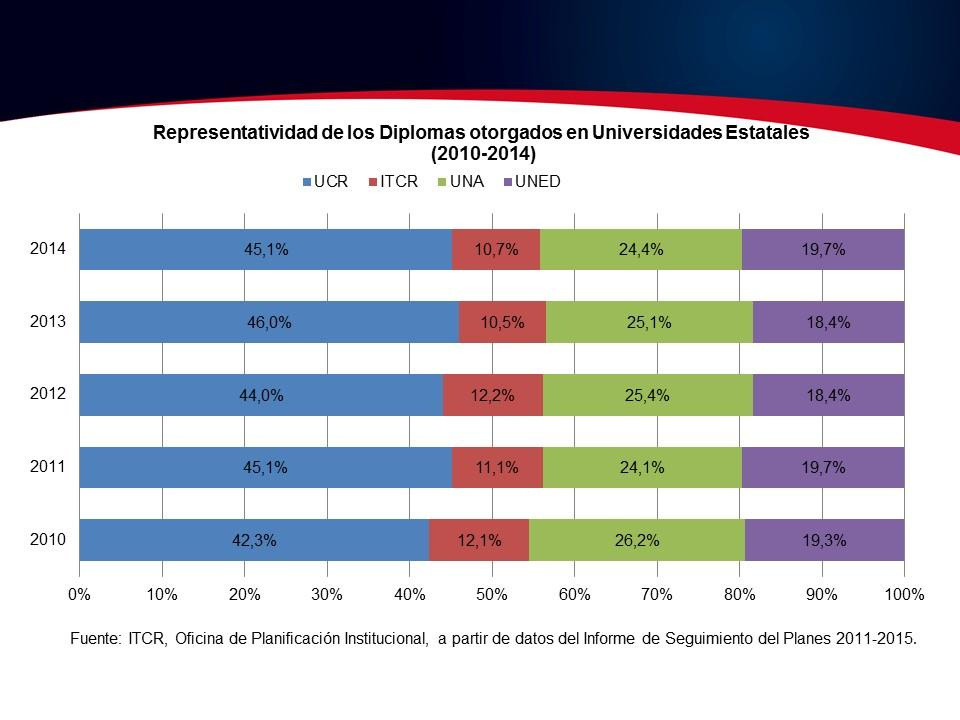 Representatividad de los Diplomas otorgados en Universidades Estatales
(2010-2014)
UCR ITCR UNA UNED
2014 45,1% 10,7% 24,4% 19,7%
2013 46,0% 10,5% 25,1% 18,4%
2012 44,0% 12,2% 25,4% 18,4%
2011 45,1% 11,1% 24,1% 19,7%
2010 42,3% 12,1% 26,2% 19,3%
0% 10% 20% 30% 40% 50% 60% 70% 80% 90% 100%
Fuente: ITCR, Oficina de Planificación Institucional, a partir de datos del Informe de Seguimiento del Planes 2011-2015.